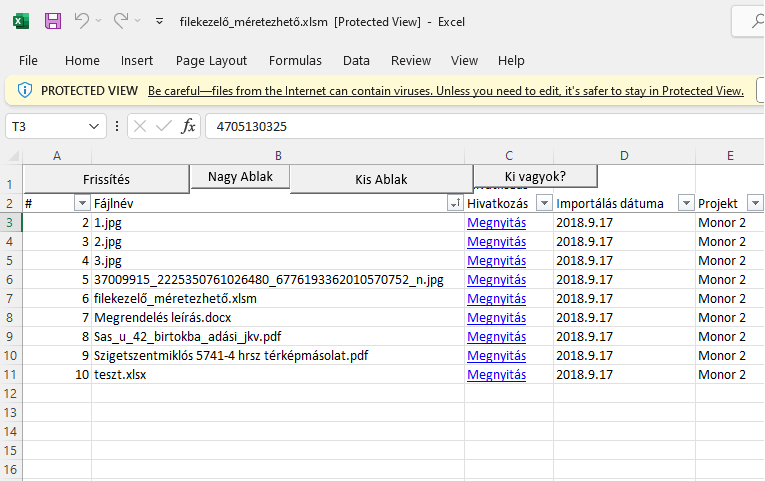 filekezelő_méretezhető.xlsm [Protected View] - Excel
File Home Insert Page Layout Formulas Data Review View Help
PROTECTED VIEW Be careful—files from the Internet can contain viruses. Unless you need to edit, it's safer to stay in Protected View.
T3 fx 4705130325
A B C D E
1 Frissítés Nagy Ablak Kis Ablak Ki vagyok?
2 # Fájlnév Hivatkozás Importálás dátuma Projekt
3 2 1.jpg Megnyitás 2018.9.17 Monor 2
4 3 2.jpg Megnyitás 2018.9.17 Monor 2
5 4 3.jpg Megnyitás 2018.9.17 Monor 2
6 5 37009915_2225350761026480_6776193362010570752_n.jpg Megnyitás 2018.9.17 Monor 2
7 6 filekezelő_méretezhető.xlsm Megnyitás 2018.9.17 Monor 2
8 7 Megrendelés leírás.docx Megnyitás 2018.9.17 Monor 2
9 8 Sas_u_42_birtokba_adási_jkv.pdf Megnyitás 2018.9.17 Monor 2
10 9 Szigetszentmiklós 5741-4 hrsz térképmásolat.pdf Megnyitás 2018.9.17 Monor 2
11 10 teszt.xlsx Megnyitás 2018.9.17 Monor 2
12
13
14
15
16